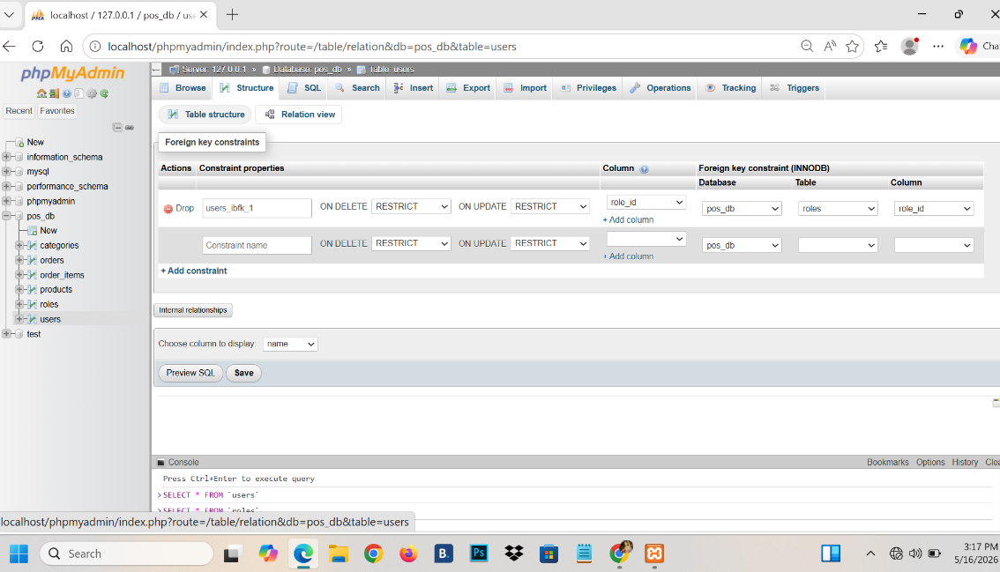 localhost / 127.0.0.1 / pos_db / use
localhost/phpmyadmin/index.php?route=/table/relation&db=pos_db&table=users
Cha
phpMyAdmin
Recent Favorites
New
information_schema
mysql
performance_schema
phpmyadmin
pos_db
New
categories
orders
order_items
products
roles
users
test
Server: 127.0.0.1 » Database: pos_db » Table: users
Browse Structure SQL Search Insert Export Import Privileges Operations Tracking Triggers
Table structure Relation view
Foreign key constraints
Actions Constraint properties Column Foreign key constraint (INNODB)
Database Table Column
Drop users_ibfk_1 ON DELETE RESTRICT ON UPDATE RESTRICT role_id pos_db roles role_id
+ Add column
Constraint name ON DELETE RESTRICT ON UPDATE RESTRICT pos_db
+ Add column
+ Add constraint
Internal relationships
Choose column to display: name
Preview SQL Save
Console Bookmarks Options History Clea
Press Ctrl+Enter to execute query
>SELECT * FROM `users`
>SELECT * FROM `roles`
localhost/phpmyadmin/index.php?route=/table/relation&db=pos_db&table=users
Search
B.
Ps
3:17 PM
5/16/2026